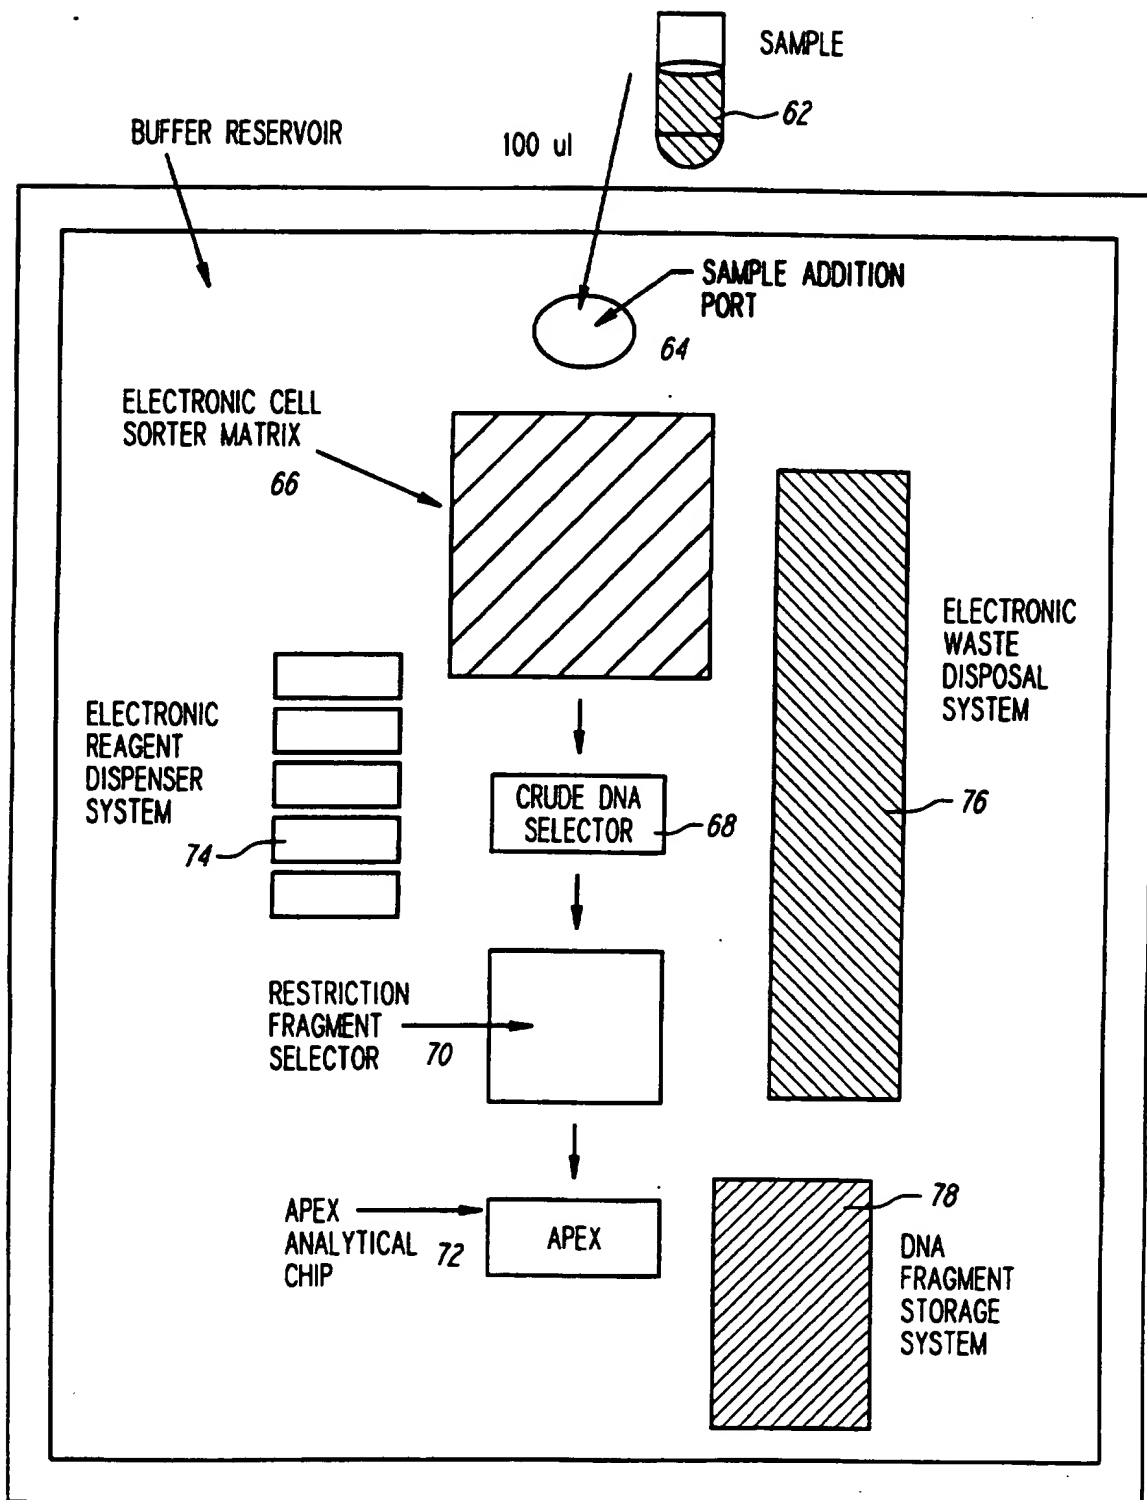 SAMPLE
62
BUFFER RESERVOIR
100 ul
SAMPLE ADDITION
PORT
64
ELECTRONIC CELL
SORTER MATRIX
66
ELECTRONIC
WASTE
DISPOSAL
SYSTEM
76
ELECTRONIC
REAGENT
DISPENSER
SYSTEM
74
CRUDE DNA
SELECTOR
68
RESTRICTION
FRAGMENT
SELECTOR
70
APEX
ANALYTICAL
CHIP
72
APEX
78
DNA
FRAGMENT
STORAGE
SYSTEM